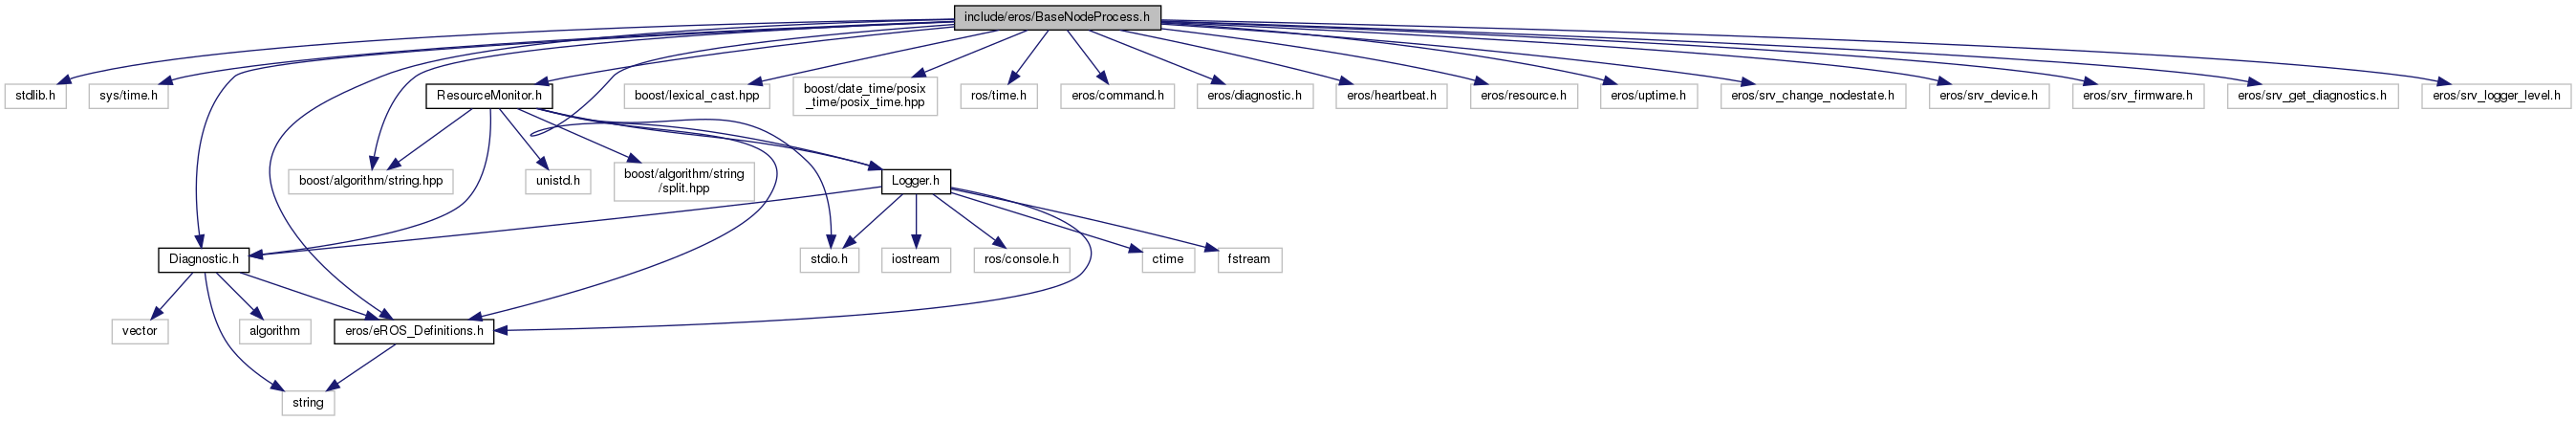 include/eros/BaseNodeProcess.h
stdlib.h
sys/time.h
ResourceMonitor.h
boost/lexical_cast.hpp
boost/date_time/posix
_time/posix_time.hpp
ros/time.h
eros/command.h
eros/diagnostic.h
eros/heartbeat.h
eros/resource.h
eros/uptime.h
eros/srv_change_nodestate.h
eros/srv_device.h
eros/srv_firmware.h
eros/srv_get_diagnostics.h
eros/srv_logger_level.h
boost/algorithm/string.hpp
unistd.h
boost/algorithm/string
/split.hpp
Logger.h
Diagnostic.h
stdio.h
iostream
ros/console.h
ctime
fstream
vector
algorithm
eros/eROS_Definitions.h
string